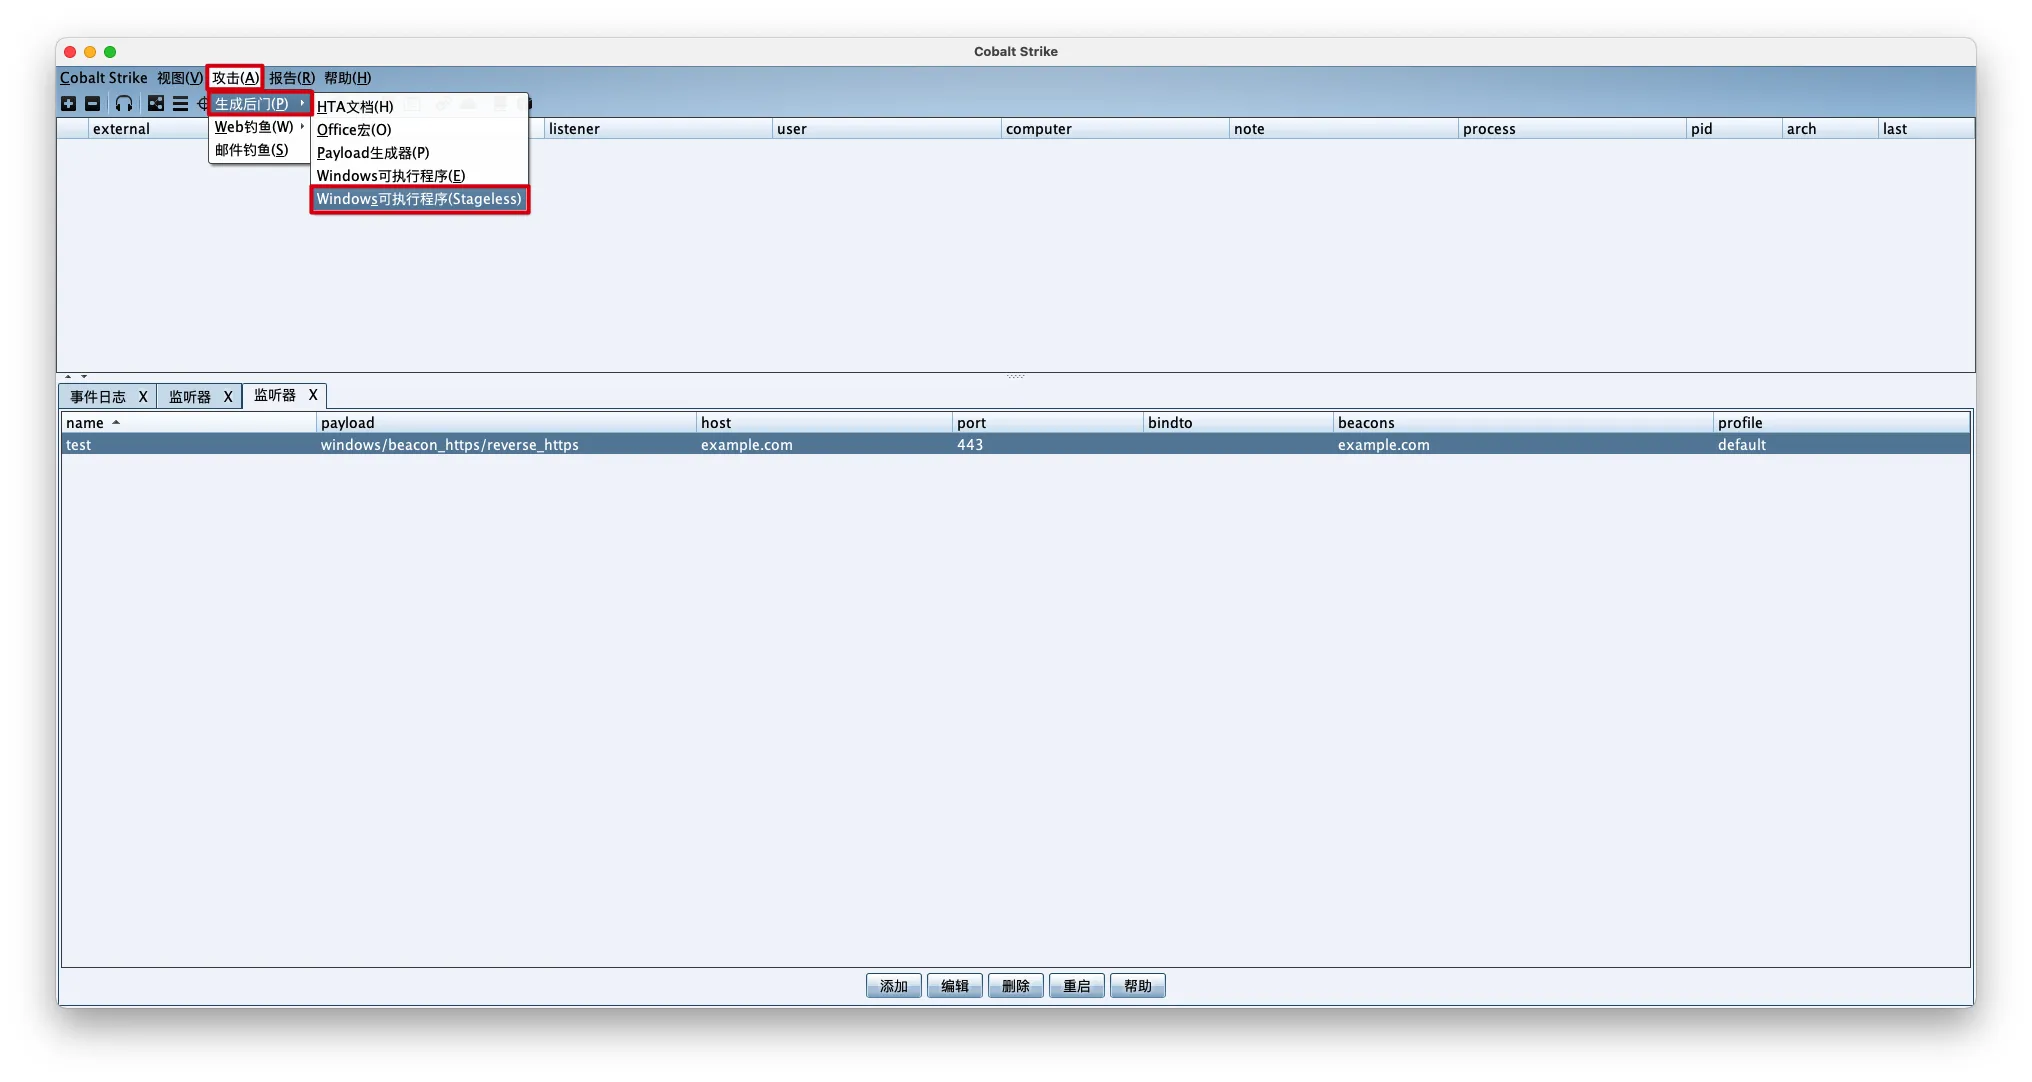 Cobalt Strike
Cobalt Strike 视图(V) 攻击(A) 报告(R) 帮助(H)
生成后门(P)
Web钓鱼(W)
邮件钓鱼(S)
HTA文档(H)
Office宏(O)
Payload生成器(P)
Windows可执行程序(E)
Windows可执行程序(Stageless)
external listener user computer note process pid arch last
事件日志 X 监听器 X 监听器 X
name payload host port bindto beacons profile
test windows/beacon_https/reverse_https example.com 443 example.com default
添加 编辑 删除 重启 帮助